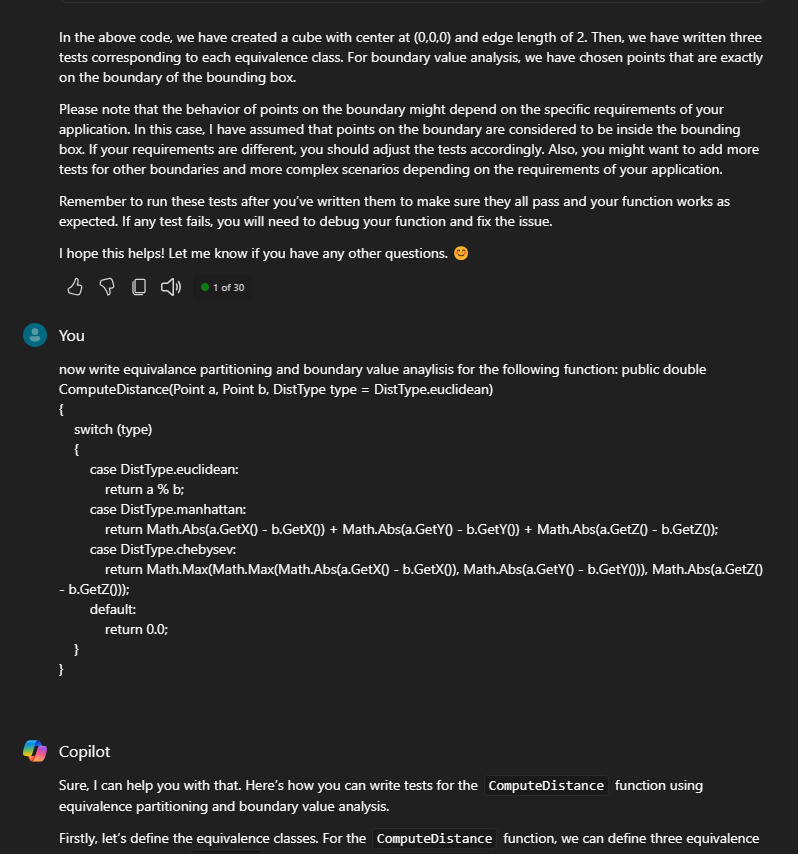 In the above code, we have created a cube with center at (0,0,0) and edge length of 2. Then, we have written three
tests corresponding to each equivalence class. For boundary value analysis, we have chosen points that are exactly
on the boundary of the bounding box.
Please note that the behavior of points on the boundary might depend on the specific requirements of your
application. In this case, I have assumed that points on the boundary are considered to be inside the bounding
box. If your requirements are different, you should adjust the tests accordingly. Also, you might want to add more
tests for other boundaries and more complex scenarios depending on the requirements of your application.
Remember to run these tests after you’ve written them to make sure they all pass and your function works as
expected. If any test fails, you will need to debug your function and fix the issue.
I hope this helps! Let me know if you have any other questions. 😊
1 of 30
You
now write equivalance partitioning and boundary value anaylisis for the following function: public double
ComputeDistance(Point a, Point b, DistType type = DistType.euclidean)
{
switch (type)
{
case DistType.euclidean:
return a % b;
case DistType.manhattan:
return Math.Abs(a.GetX() - b.GetX()) + Math.Abs(a.GetY() - b.GetY()) + Math.Abs(a.GetZ() - b.GetZ());
case DistType.chebysev:
return Math.Max(Math.Max(Math.Abs(a.GetX() - b.GetX()), Math.Abs(a.GetY() - b.GetY())), Math.Abs(a.GetZ()
- b.GetZ()));
default:
return 0.0;
}
}
Copilot
Sure, I can help you with that. Here’s how you can write tests for the ComputeDistance function using
equivalence partitioning and boundary value analysis.
Firstly, let’s define the equivalence classes. For the ComputeDistance function, we can define three equivalence